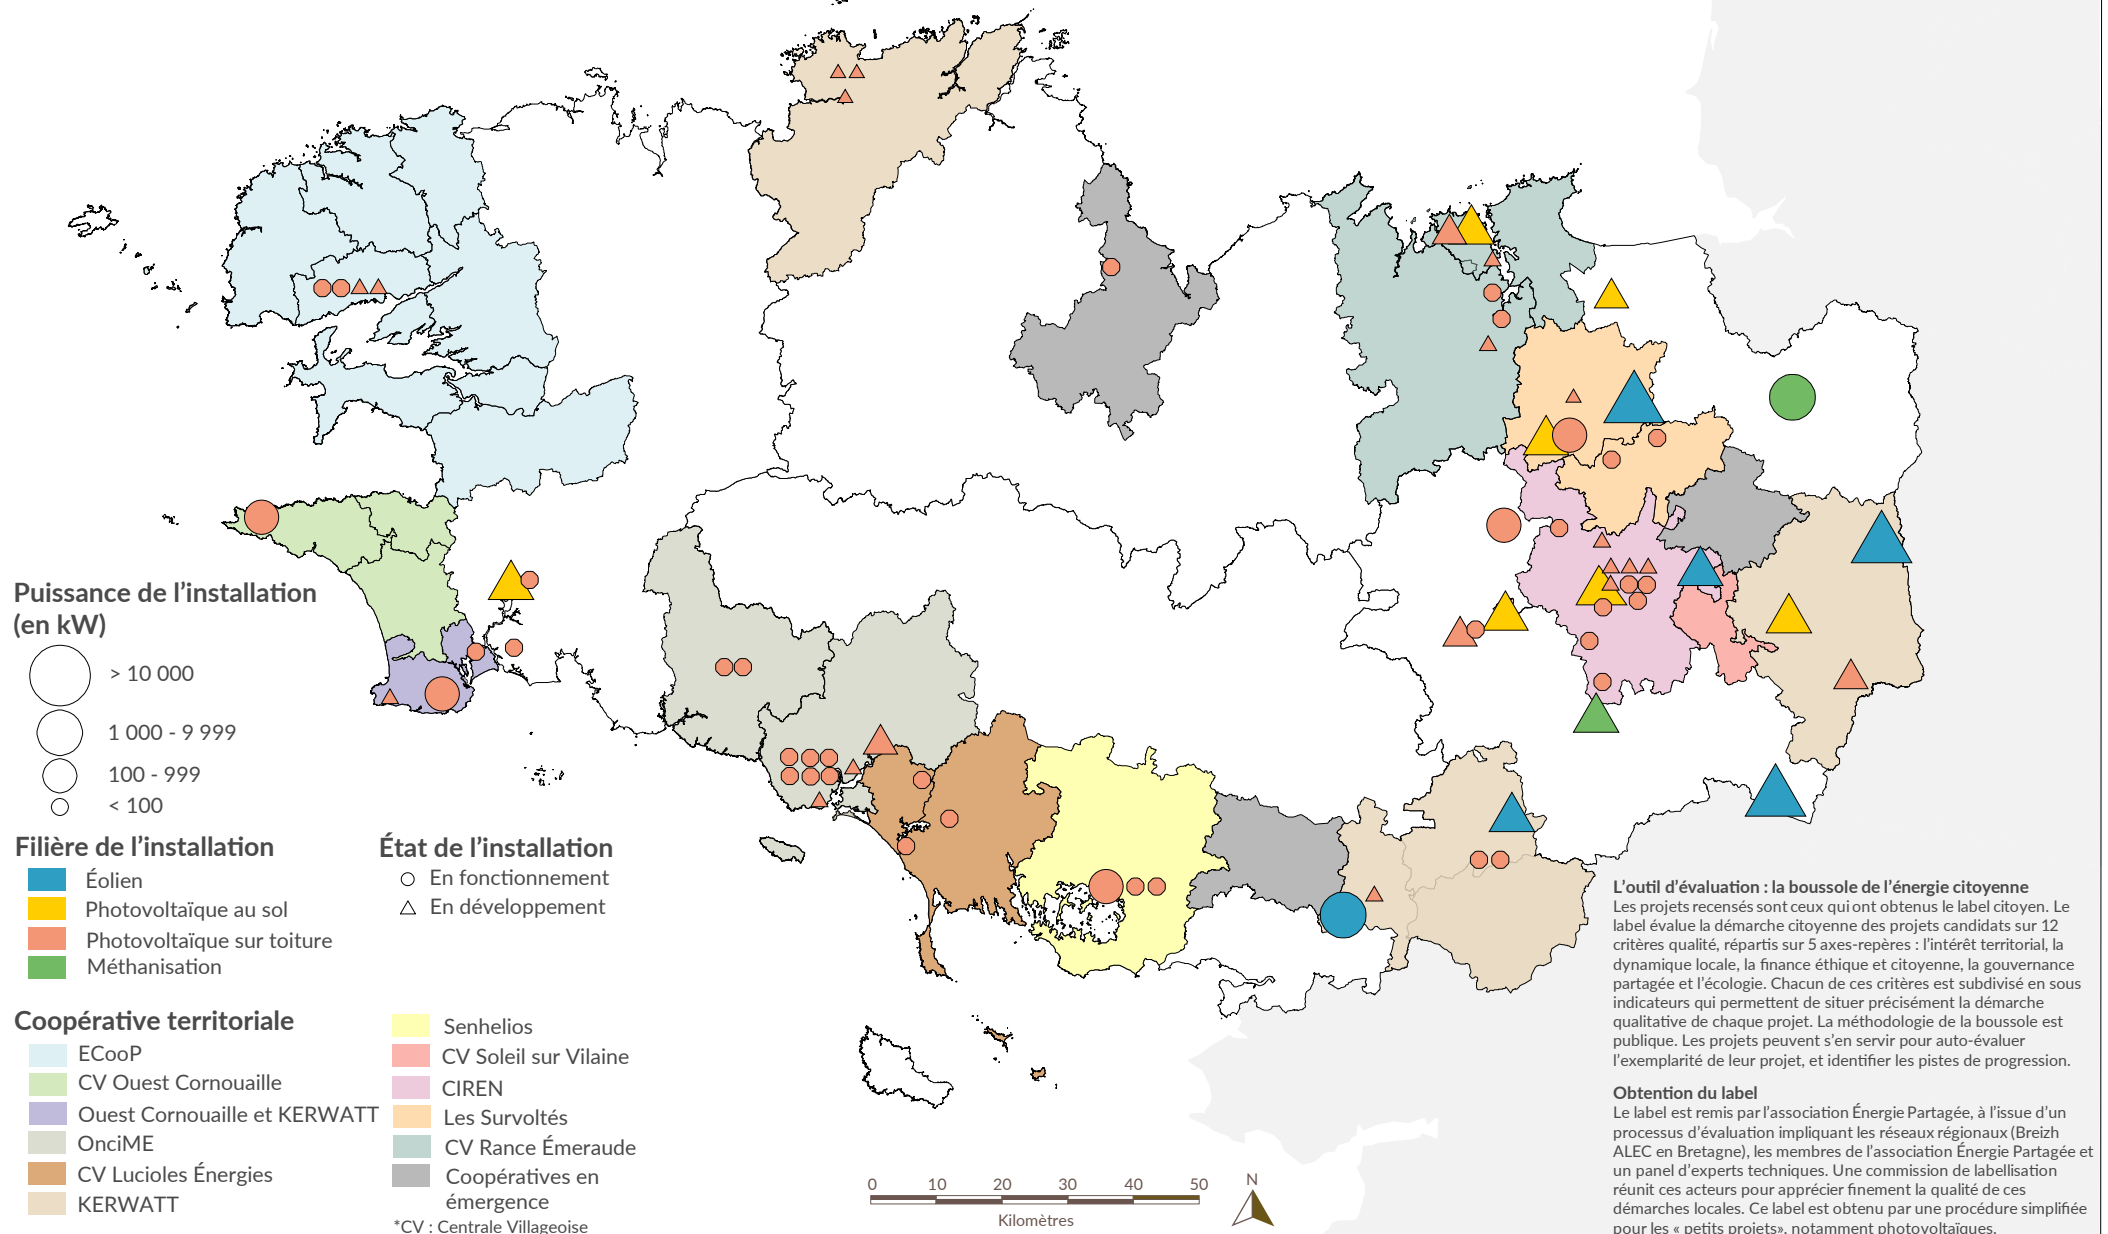 Puissance de l'installation
(en kW)
> 10 000
1 000 - 9 999
100 - 999
< 100
Filière de l'installation
Éolien
Photovoltaïque au sol
Photovoltaïque sur toiture
Méthanisation
État de l'installation
En fonctionnement
En développement
Coopérative territoriale
ECooP
CV Ouest Cornouaille
Ouest Cornouaille et KERWATT
OnciME
CV Lucioles Énergies
KERWATT
Senhelios
CV Soleil sur Vilaine
CIREN
Les Survoltés
CV Rance Émeraude
Coopératives en
émergence
*CV : Centrale Villageoise
0 10 20 30 40 50
Kilomètres
N
L'outil d'évaluation : la boussole de l'énergie citoyenne
Les projets recensés sont ceux qui ont obtenus le label citoyen. Le
label évalue la démarche citoyenne des projets candidats sur 12
critères qualité, répartis sur 5 axes-repères : l'intérêt territorial, la
dynamique locale, la finance éthique et citoyenne, la gouvernance
partagée et l'écologie. Chacun de ces critères est subdivisé en sous
indicateurs qui permettent de situer précisément la démarche
qualitative de chaque projet. La méthodologie de la boussole est
publique. Les projets peuvent s'en servir pour auto-évaluer
l'exemplarité de leur projet, et identifier les pistes de progression.
Obtention du label
Le label est remis par l'association Énergie Partagée, à l'issue d'un
processus d'évaluation impliquant les réseaux régionaux (Breizh
ALEC en Bretagne), les membres de l'association Énergie Partagée et
un panel d'experts techniques. Une commission de labellisation
réunit ces acteurs pour apprécier finement la qualité de ces
démarches locales. Ce label est obtenu par une procédure simplifiée
pour les « petits projets», notamment photovoltaïques.